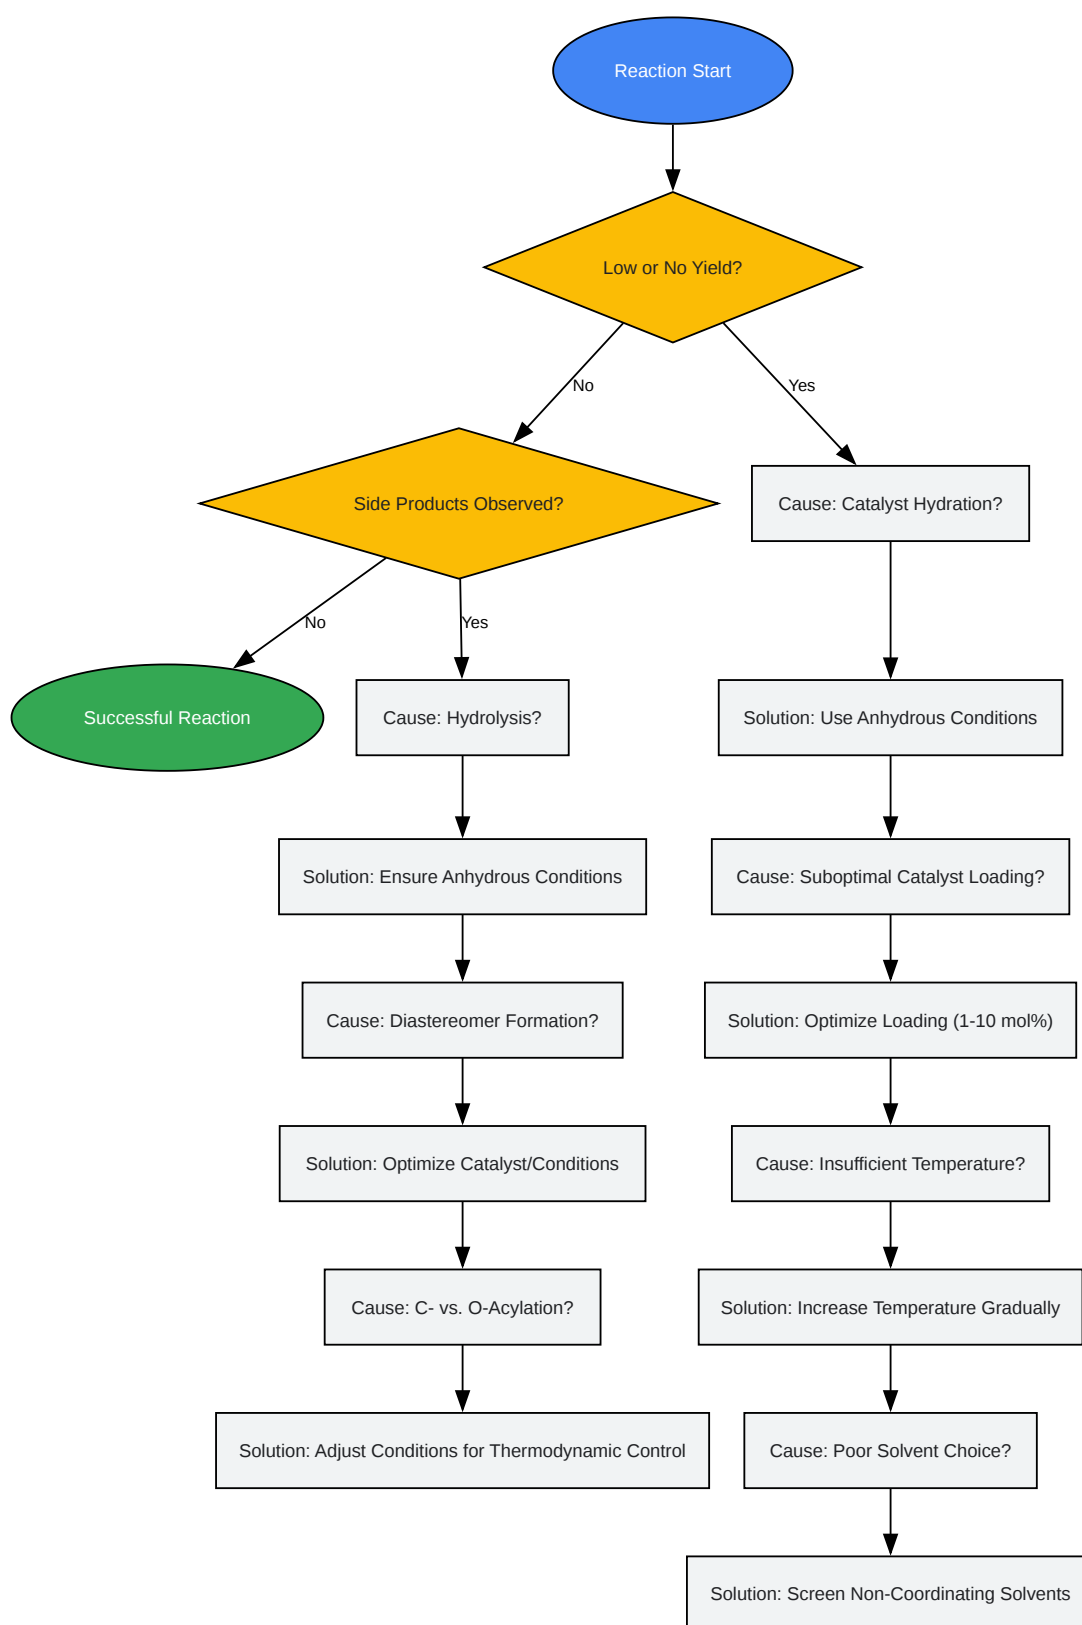 Reaction Start
Low or No Yield?
No
Yes
Side Products Observed?
Cause: Catalyst Hydration?
No
Yes
Successful Reaction
Cause: Hydrolysis?
Solution: Use Anhydrous Conditions
Solution: Ensure Anhydrous Conditions
Cause: Suboptimal Catalyst Loading?
Cause: Diastereomer Formation?
Solution: Optimize Loading (1-10 mol%)
Solution: Optimize Catalyst/Conditions
Cause: Insufficient Temperature?
Cause: C- vs. O-Acylation?
Solution: Increase Temperature Gradually
Solution: Adjust Conditions for Thermodynamic Control
Cause: Poor Solvent Choice?
Solution: Screen Non-Coordinating Solvents